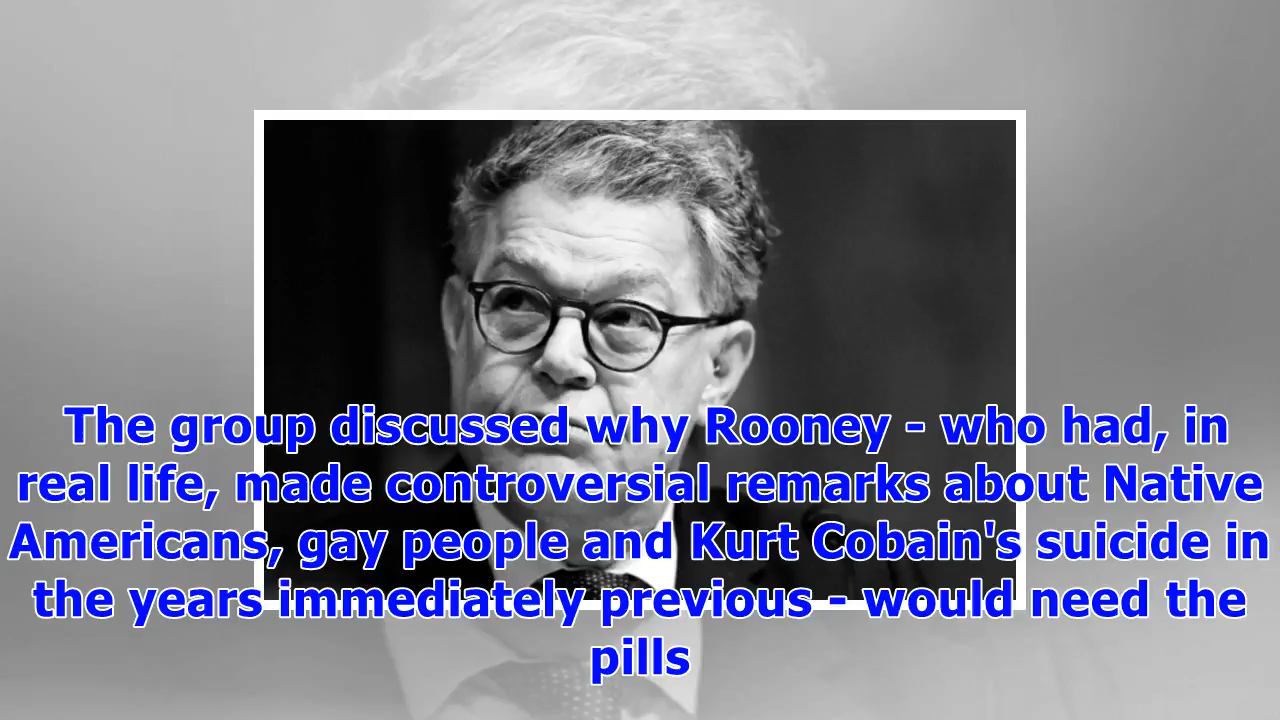 The group discussed why Rooney - who had, in
real life, made controversial remarks about Native
Americans, gay people and Kurt Cobain's suicide in
the years immediately previous - would need the
pills